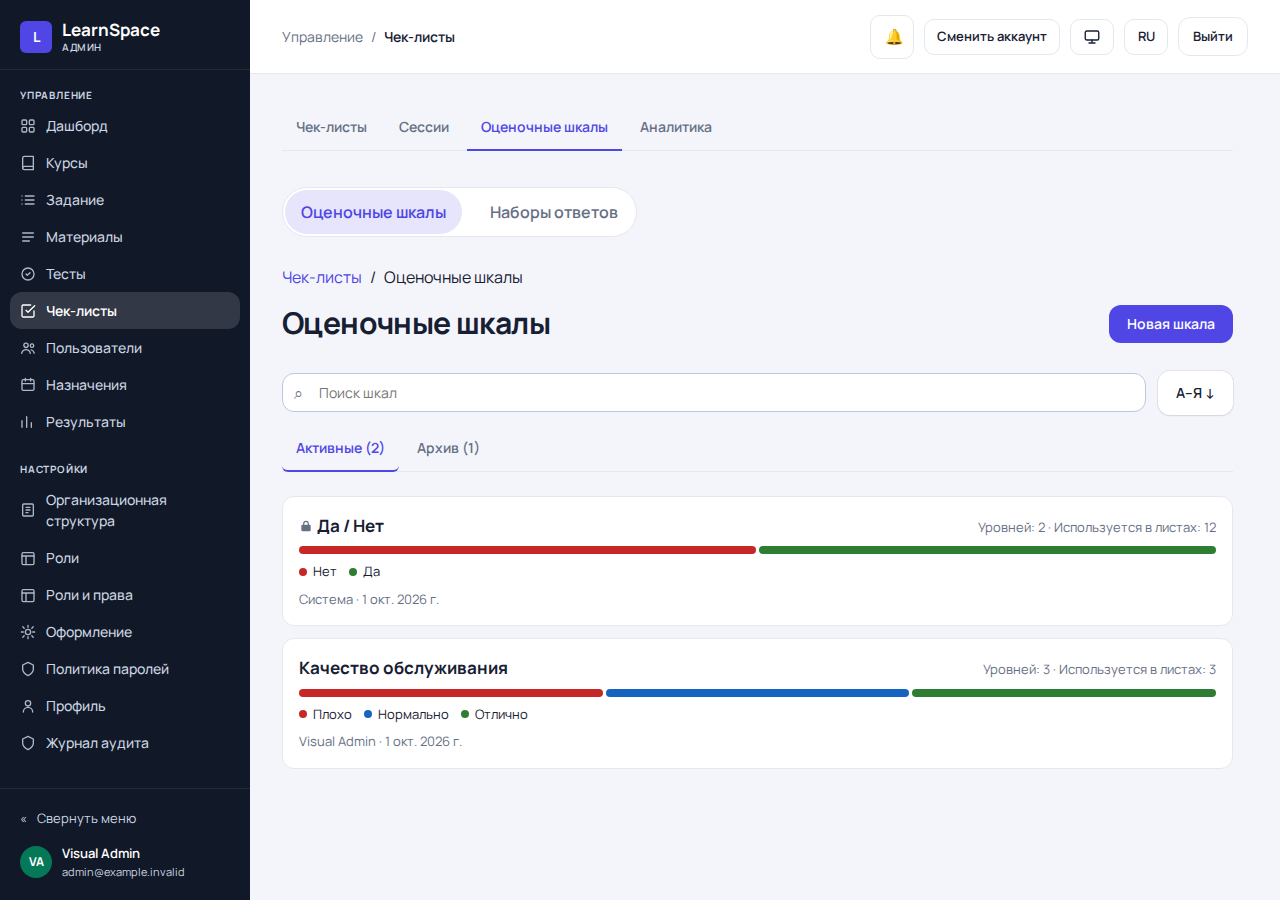 L
LearnSpace
АДМИН
УПРАВЛЕНИЕ
Дашборд
Курсы
Задание
Материалы
Тесты
Чек-листы
Пользователи
Назначения
Результаты
НАСТРОЙКИ
Организационная
структура
Роли
Роли и права
Оформление
Политика паролей
Профиль
Журнал аудита
« Свернуть меню
VA
Visual Admin
admin@example.invalid
Управление / Чек-листы
Сменить аккаунт
RU
Выйти
Чек-листы Сессии Оценочные шкалы Аналитика
Оценочные шкалы Наборы ответов
Чек-листы / Оценочные шкалы
Оценочные шкалы
Новая шкала
Поиск шкал
А–Я ↓
Активные (2) Архив (1)
Да / Нет
Уровней: 2 · Используется в листах: 12
Нет Да
Система · 1 окт. 2026 г.
Качество обслуживания
Уровней: 3 · Используется в листах: 3
Плохо Нормально Отлично
Visual Admin · 1 окт. 2026 г.